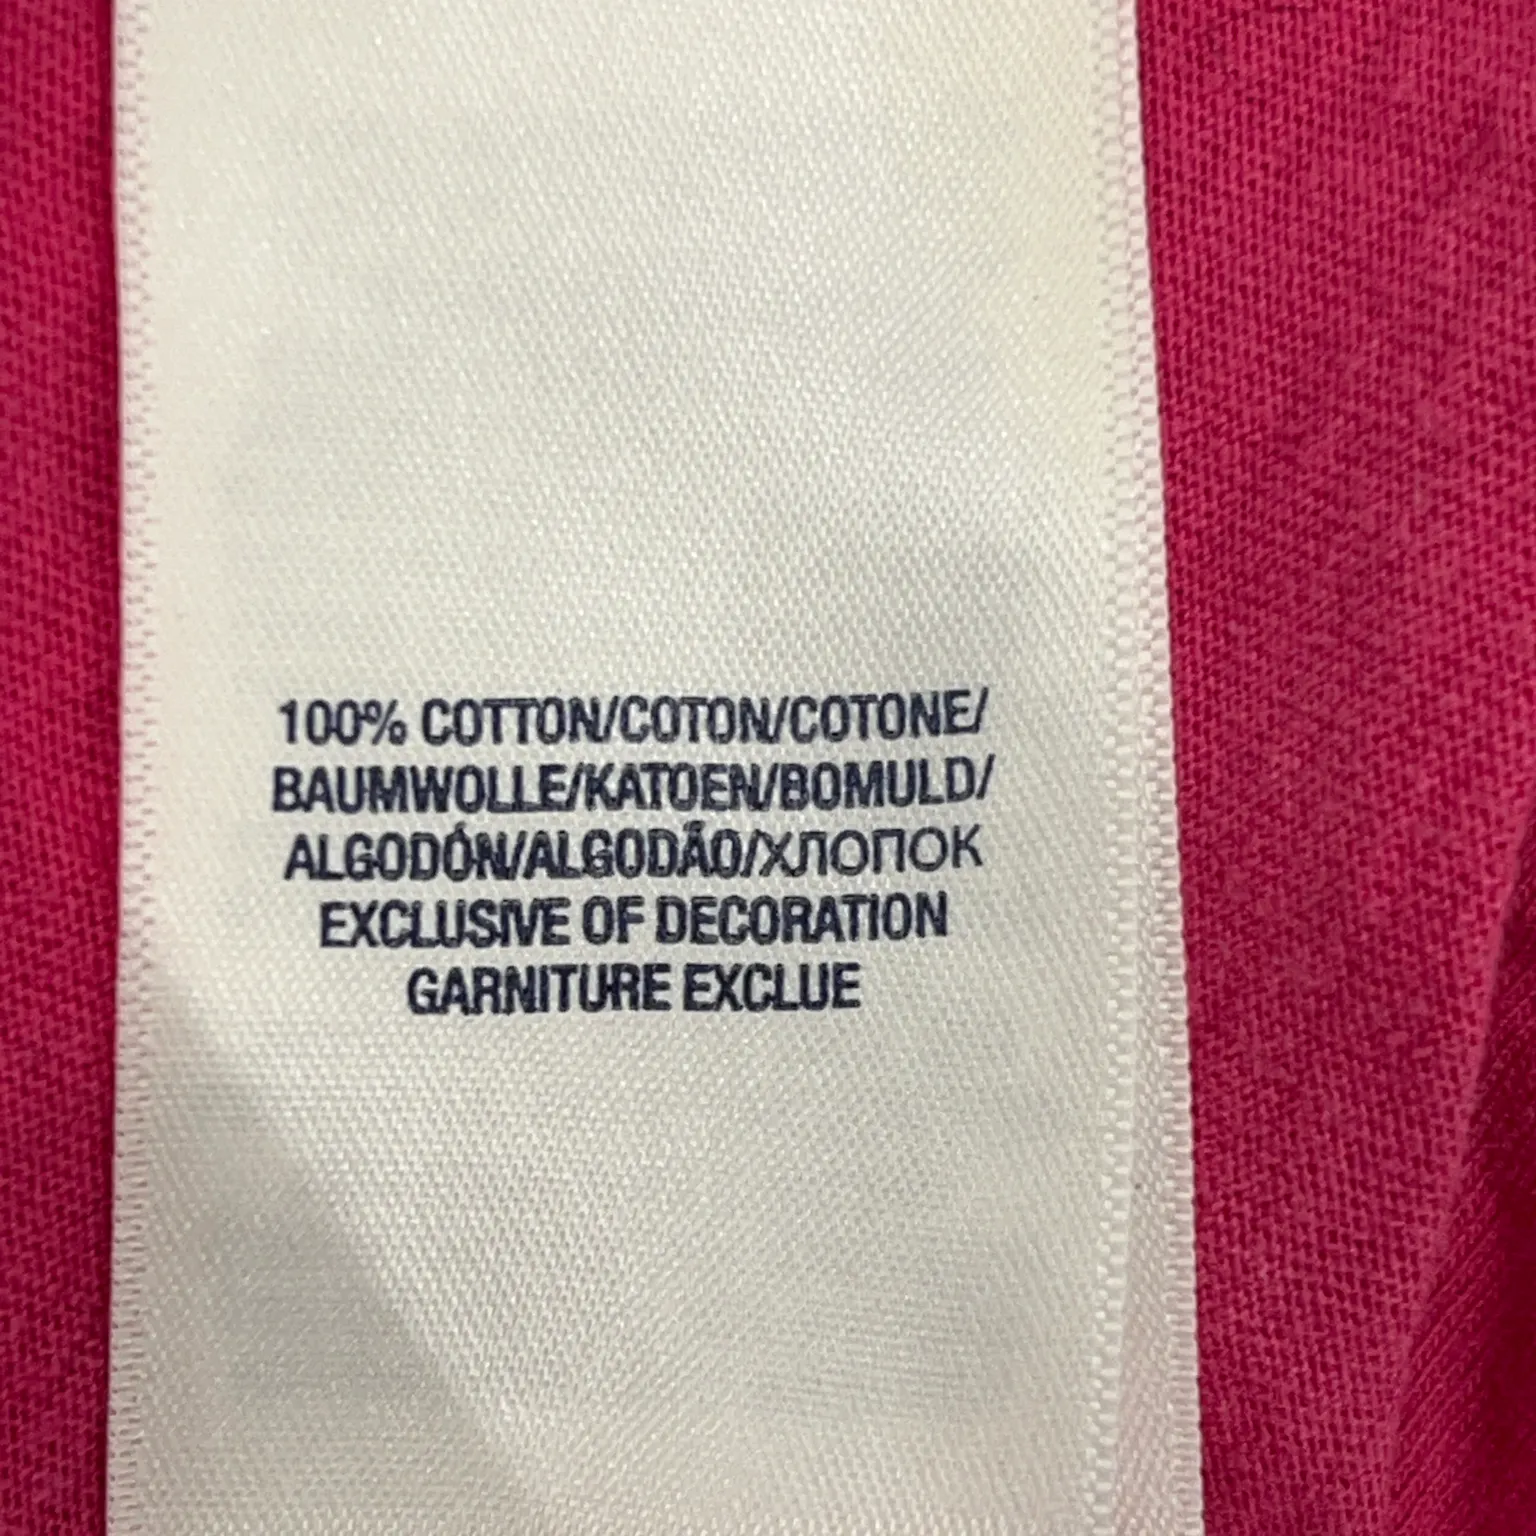 100% COTTON/COTON/COTONE/
BAUMWOLLE/KATOEN/BOMULD/
ALGODÓN/ALGODÃO/ХЛОПОК
EXCLUSIVE OF DECORATION
GARNITURE EXCLUE